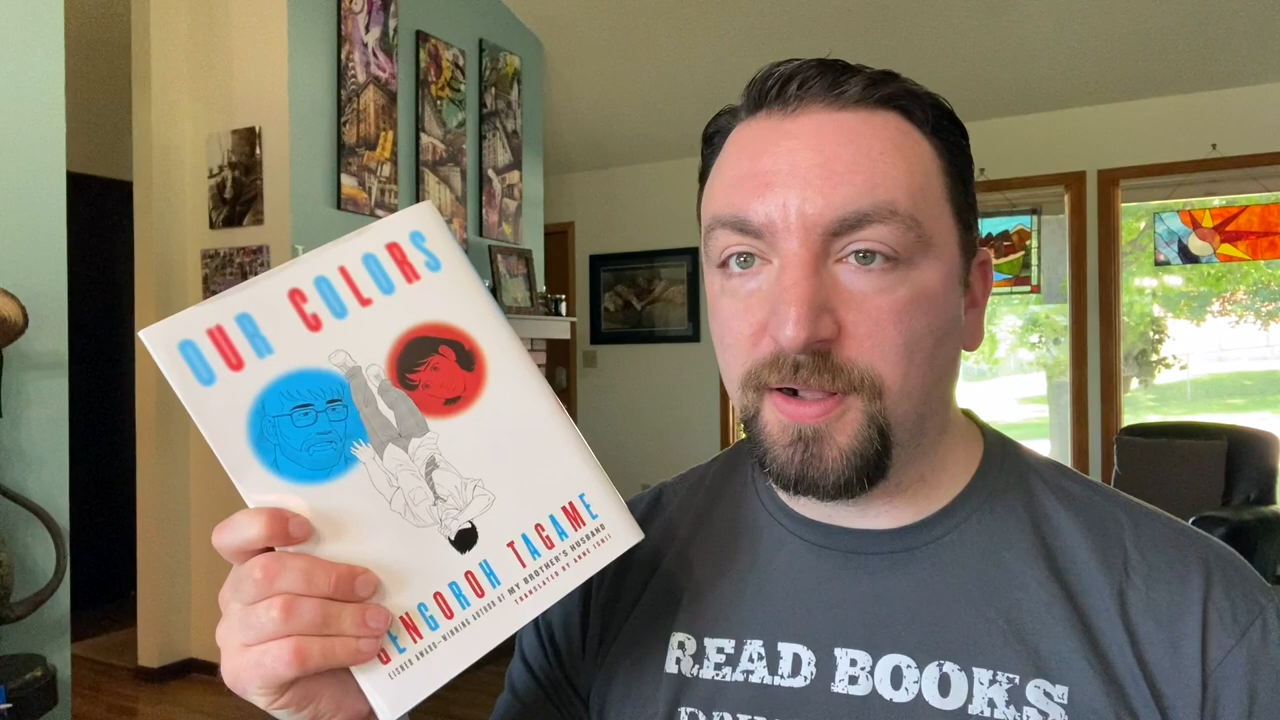 OUR COLORS
GENGOROH TAGAME
EISNER AWARD–WINNING AUTHOR OF MY BROTHER'S HUSBAND
TRANSLATED BY ANNE ISHII
READ BOOKS